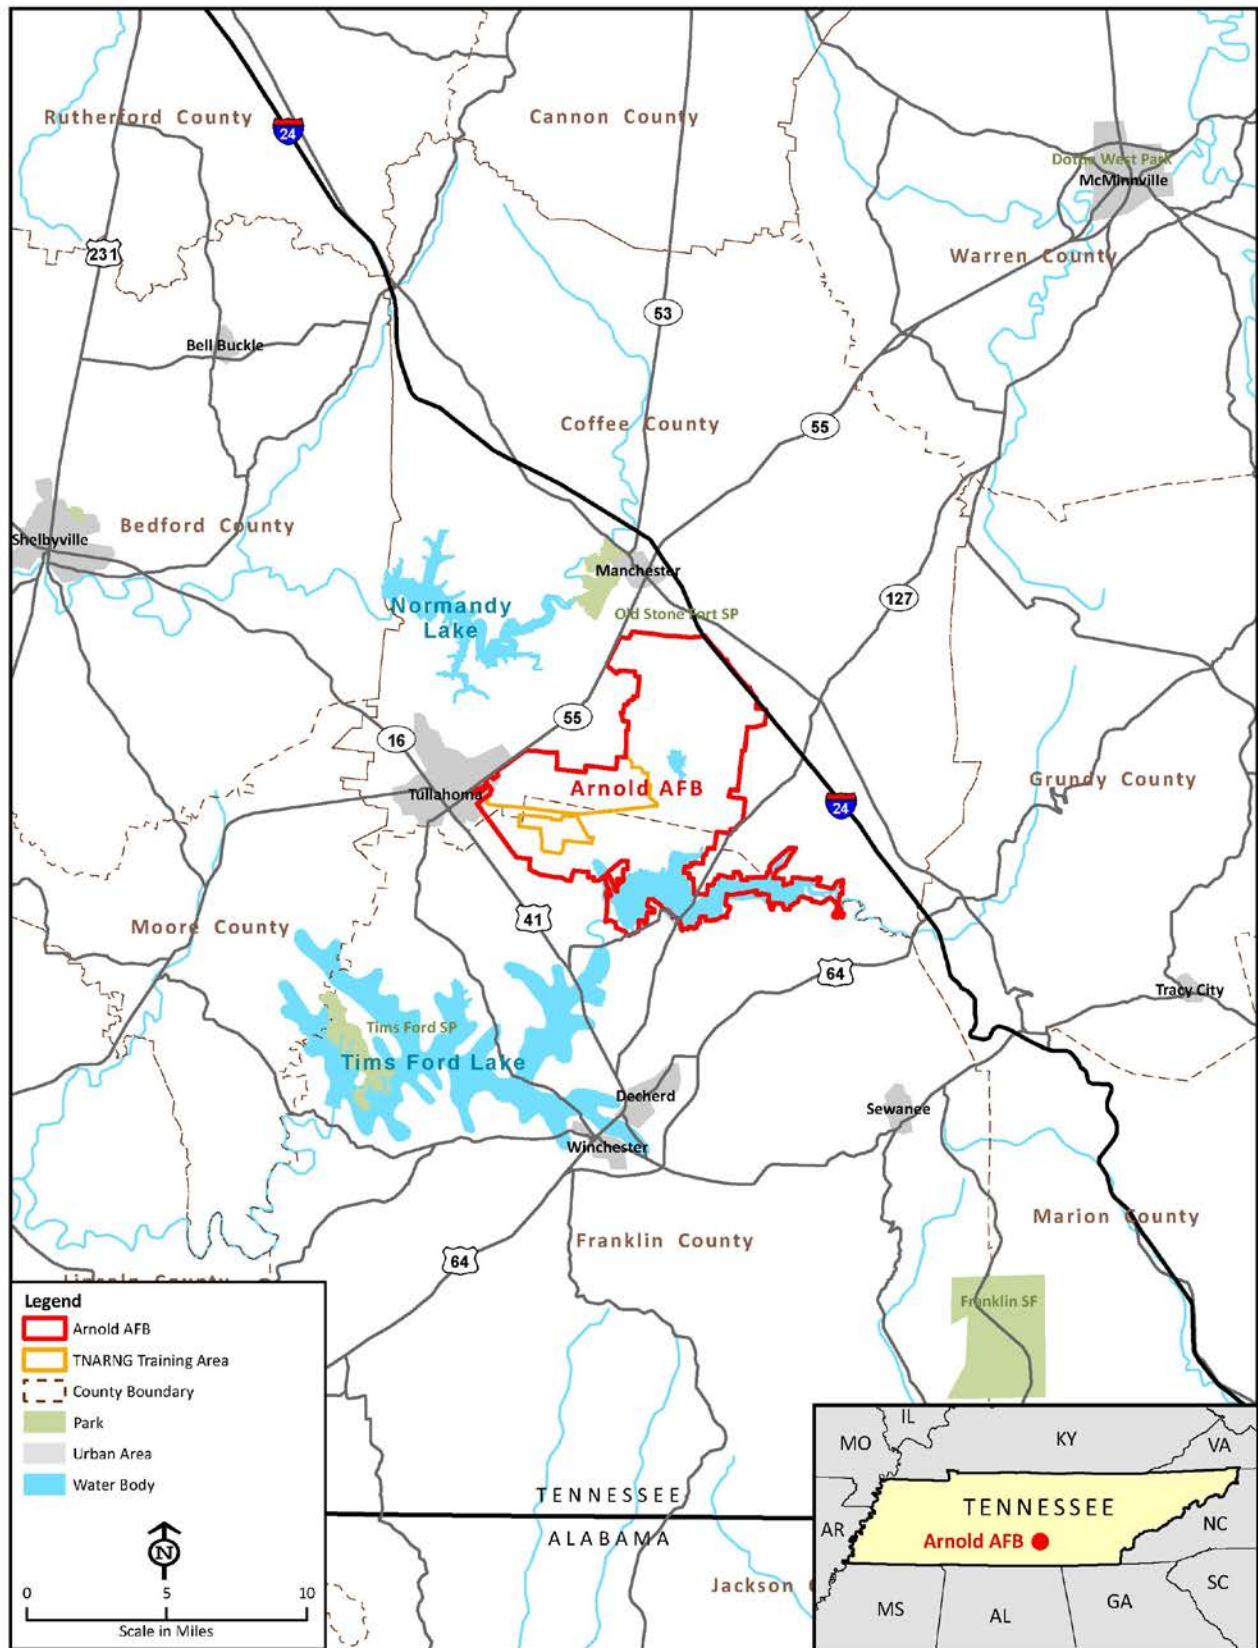 Rutherford County
Cannon County
24
Dotha West Park
McMinnville
231
Warren County
53
Bell Buckle
Coffee County
55
Bedford County
Shelbyville
Manchester
Normandy
Lake
127
Old Stone Fort SP
55
16
Arnold AFB
Grundy County
Tullahoma
24
41
Moore County
64
Tracy City
Tims Ford SP
Tims Ford Lake
Decherd
Sewanee
Winchester
Marion County
Franklin County
64
Franklin SF
Legend
Arnold AFB
TNARNG Training Area
County Boundary
Park
Urban Area
Water Body
N
0 5 10
Scale in Miles
TENNESSEE
ALABAMA
Jackson
IL
MO
KY
VA
TENNESSEE
AR
NC
Arnold AFB
SC
MS
AL
GA